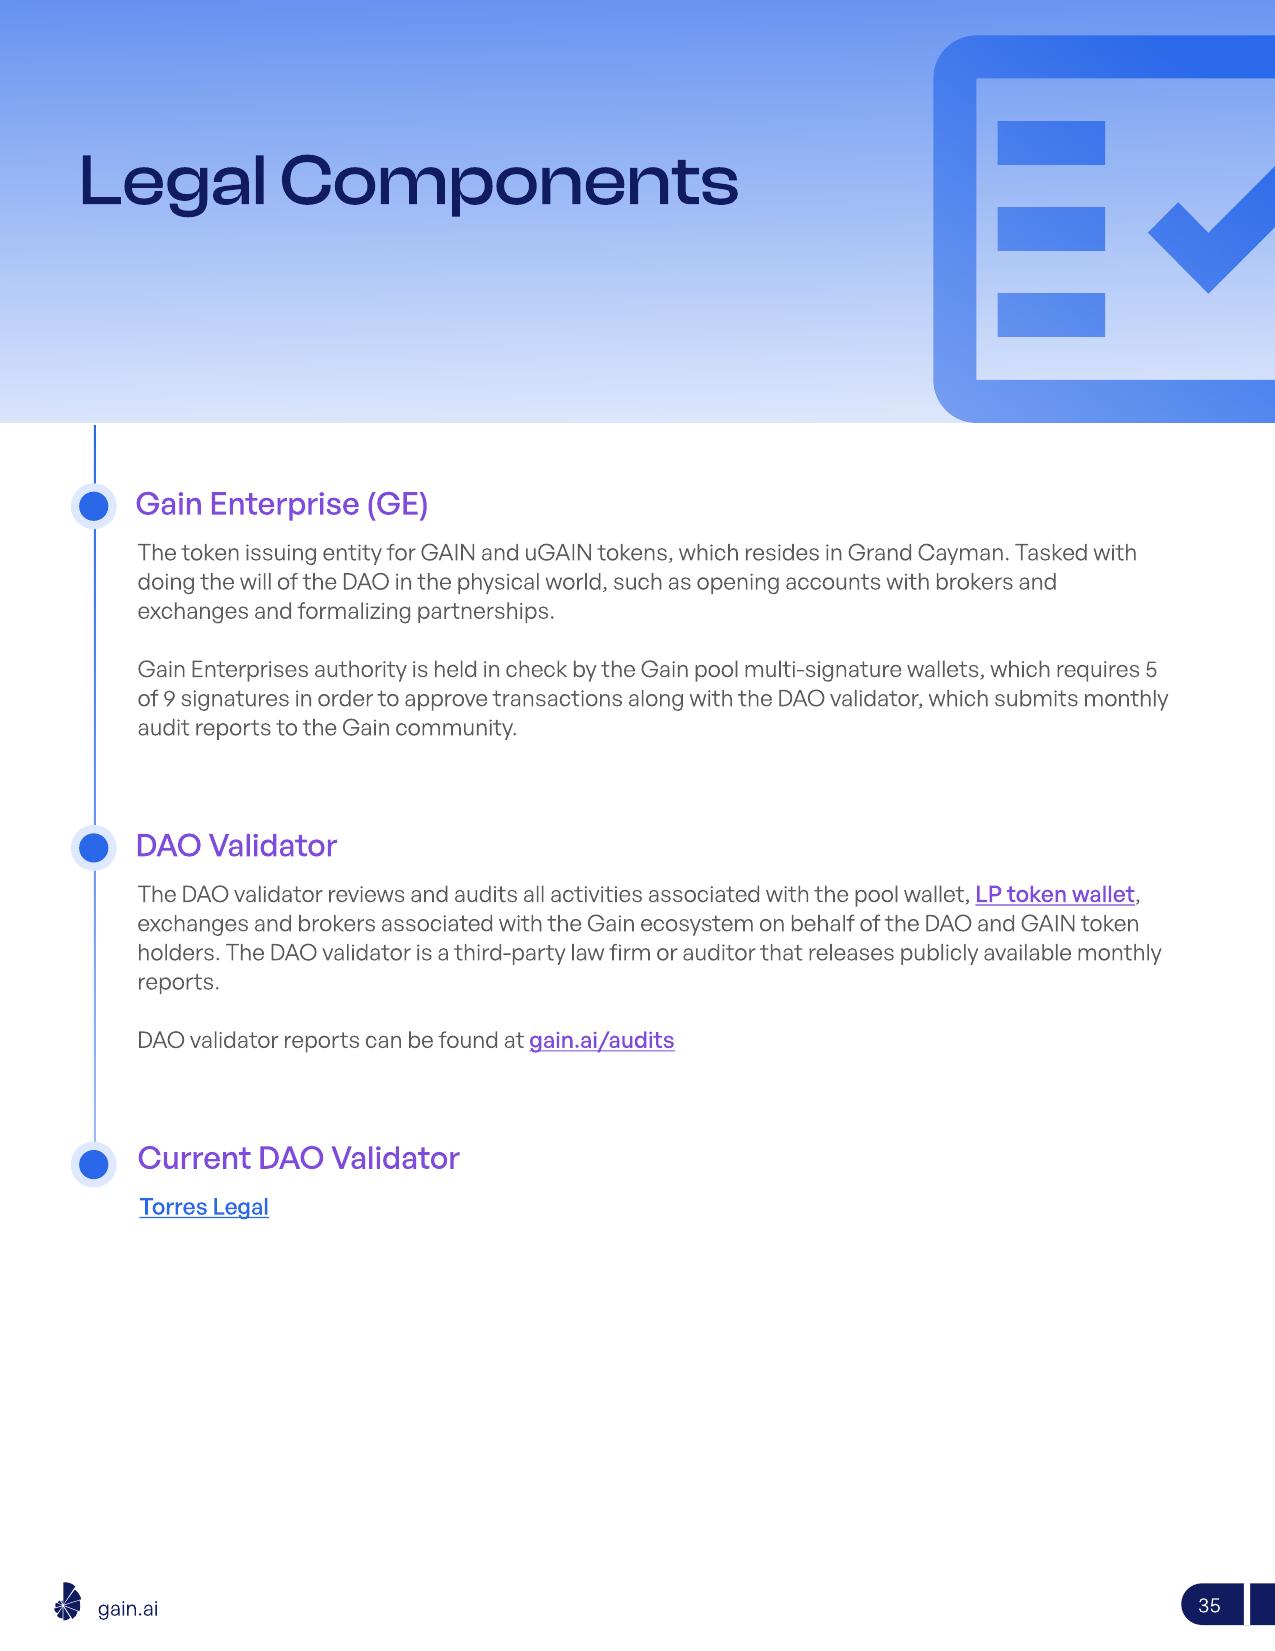 Legal Components
Gain Enterprise (GE)
The token issuing entity for GAIN and uGAIN tokens, which resides in Grand Cayman. Tasked with
doing the will of the DAO in the physical world, such as opening accounts with brokers and
exchanges and formalizing partnerships.
Gain Enterprises authority is held in check by the Gain pool multi-signature wallets, which requires 5
of 9 signatures in order to approve transactions along with the DAO validator, which submits monthly
audit reports to the Gain community.
DAO Validator
The DAO validator reviews and audits all activities associated with the pool wallet, LP token wallet,
exchanges and brokers associated with the Gain ecosystem on behalf of the DAO and GAIN token
holders. The DAO validator is a third-party law firm or auditor that releases publicly available monthly
reports.
DAO validator reports can be found at gain.ai/audits
Current DAO Validator
Torres Legal
gain.ai
35